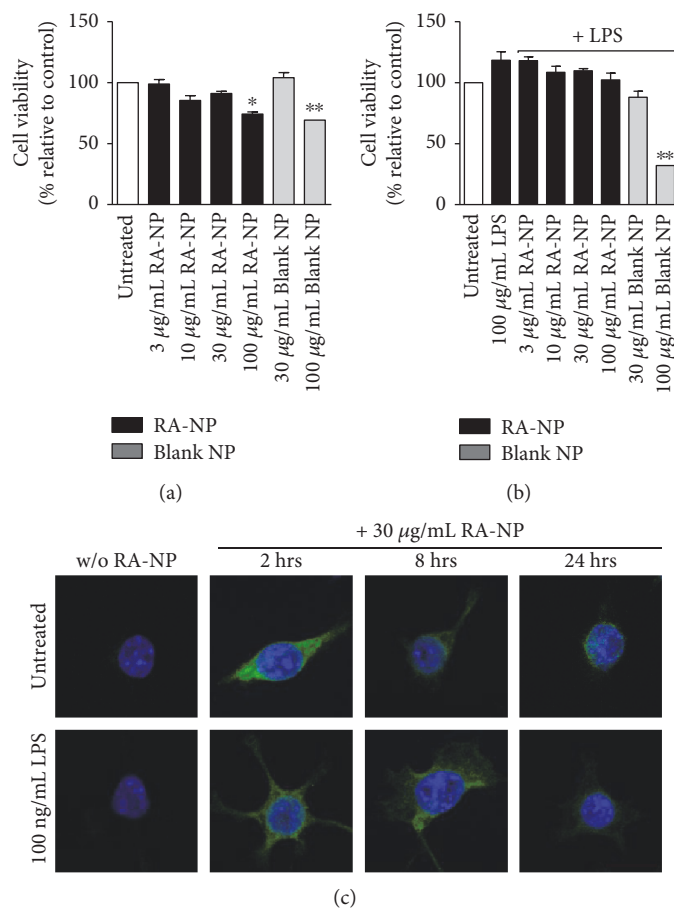 150
100
50
0
Cell viability
(% relative to control)
*
**
Untreated
3 μg/mL RA-NP
10 μg/mL RA-NP
30 μg/mL RA-NP
100 μg/mL RA-NP
30 μg/mL Blank NP
100 μg/mL Blank NP
RA-NP
Blank NP
(a)
150
100
50
0
Cell viability
(% relative to control)
+ LPS
**
Untreated
100 μg/mL LPS
3 μg/mL RA-NP
10 μg/mL RA-NP
30 μg/mL RA-NP
100 μg/mL RA-NP
30 μg/mL Blank NP
100 μg/mL Blank NP
RA-NP
Blank NP
(b)
+ 30 μg/mL RA-NP
w/o RA-NP
2 hrs
8 hrs
24 hrs
Untreated
100 ng/mL LPS
(c)